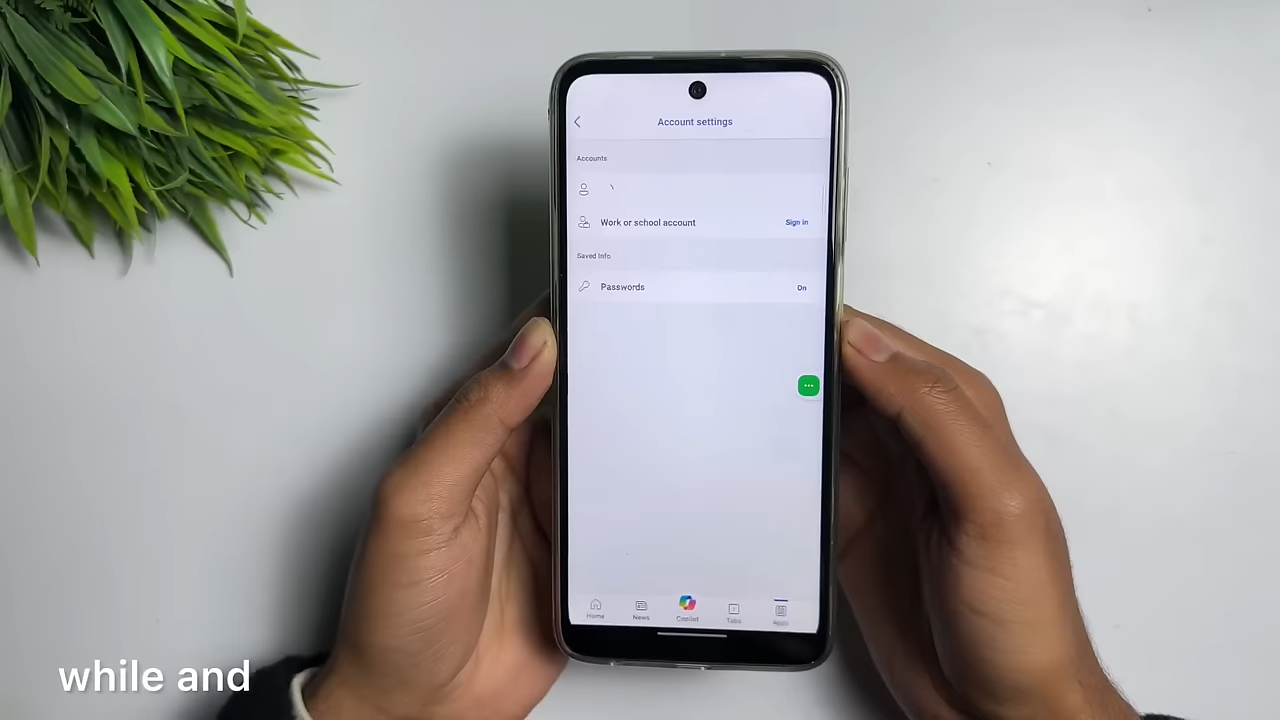 Account settings
Accounts
Work or school account Sign in
Saved Info
Passwords On
Home News Copilot Tabs Apps
while and